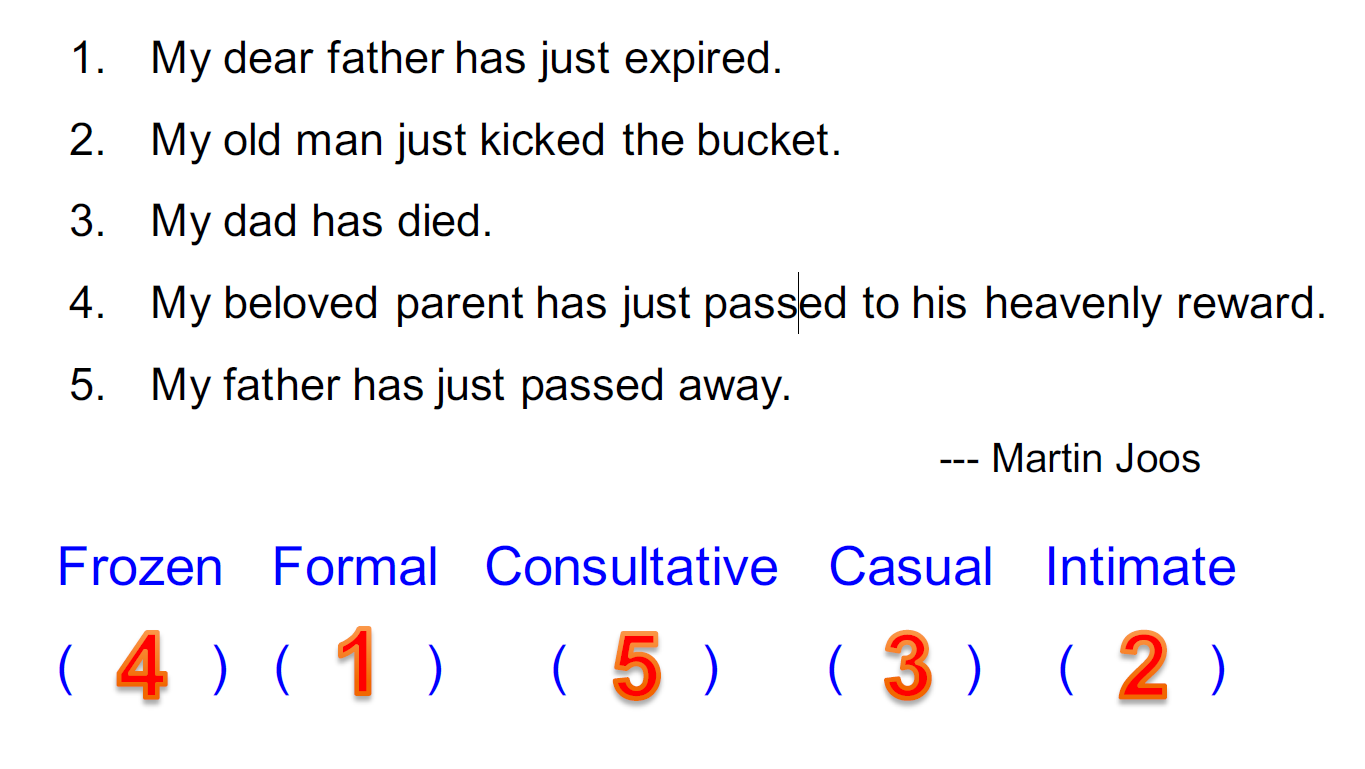 1. My dear father has just expired.
2. My old man just kicked the bucket.
3. My dad has died.
4. My beloved parent has just passed to his heavenly reward.
5. My father has just passed away.
--- Martin Joos
Frozen Formal Consultative Casual Intimate
( 4 ) ( 1 ) ( 5 ) ( 3 ) ( 2 )